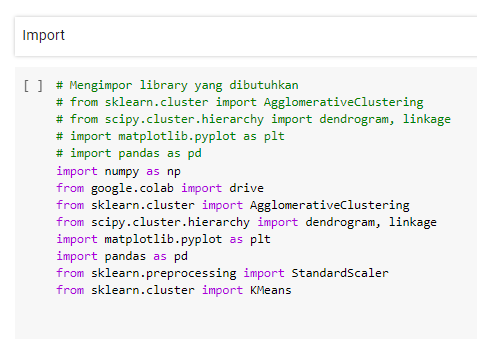 Import
[ ] # Mengimpor library yang dibutuhkan
# from sklearn.cluster import AgglomerativeClustering
# from scipy.cluster.hierarchy import dendrogram, linkage
# import matplotlib.pyplot as plt
# import pandas as pd
import numpy as np
from google.colab import drive
from sklearn.cluster import AgglomerativeClustering
from scipy.cluster.hierarchy import dendrogram, linkage
import matplotlib.pyplot as plt
import pandas as pd
from sklearn.preprocessing import StandardScaler
from sklearn.cluster import KMeans